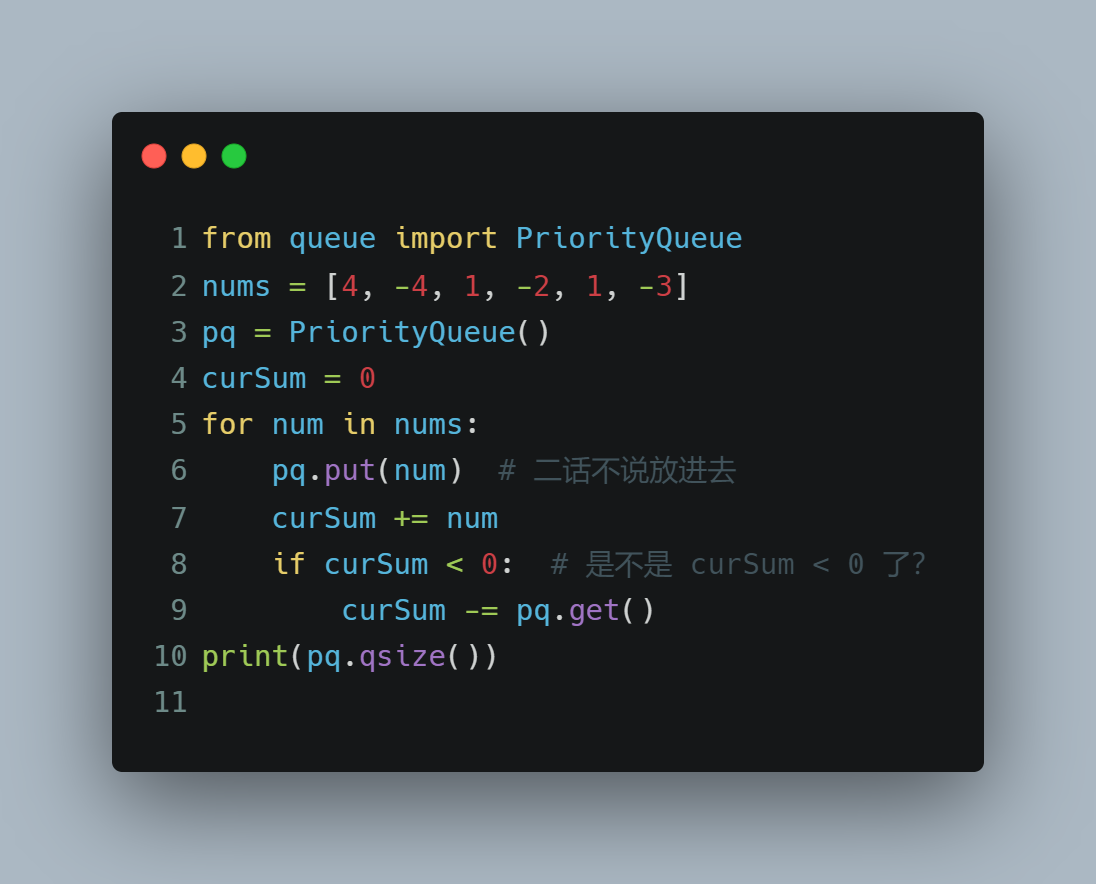 1 from queue import PriorityQueue
2 nums = [4, -4, 1, -2, 1, -3]
3 pq = PriorityQueue()
4 curSum = 0
5 for num in nums:
6     pq.put(num)  # 二话不说放进去
7     curSum += num
8     if curSum < 0:  # 是不是 curSum < 0 了？
9         curSum -= pq.get()
10 print(pq.qsize())
11